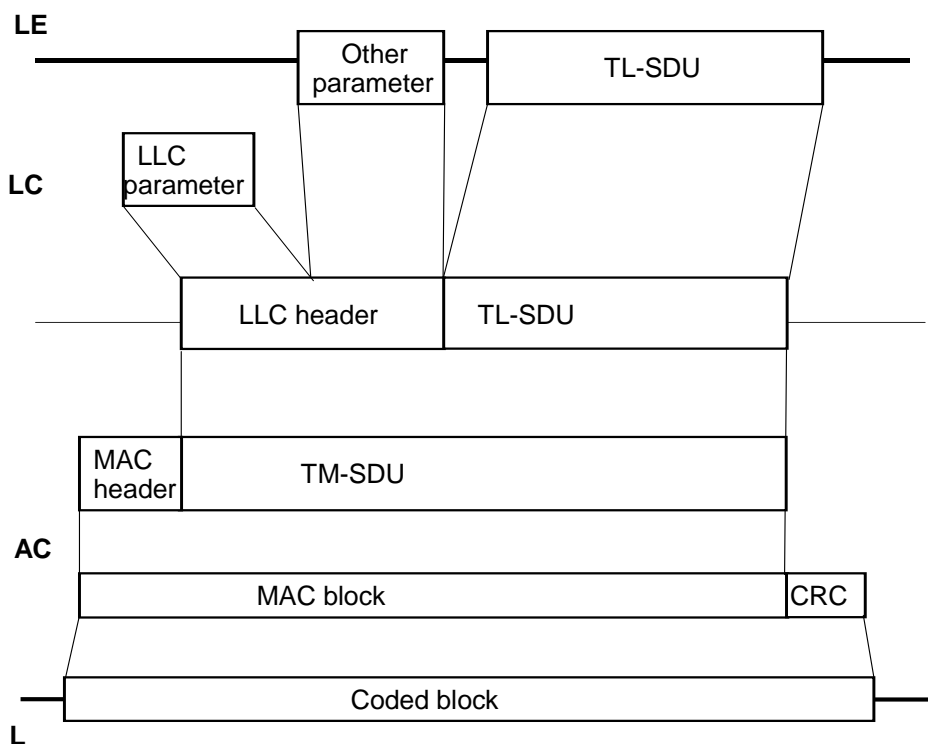 LE
Other
parameter
TL-SDU
LLC
parameter
LC
LLC header
TL-SDU
MAC
header
TM-SDU
AC
MAC block
CRC
Coded block
L